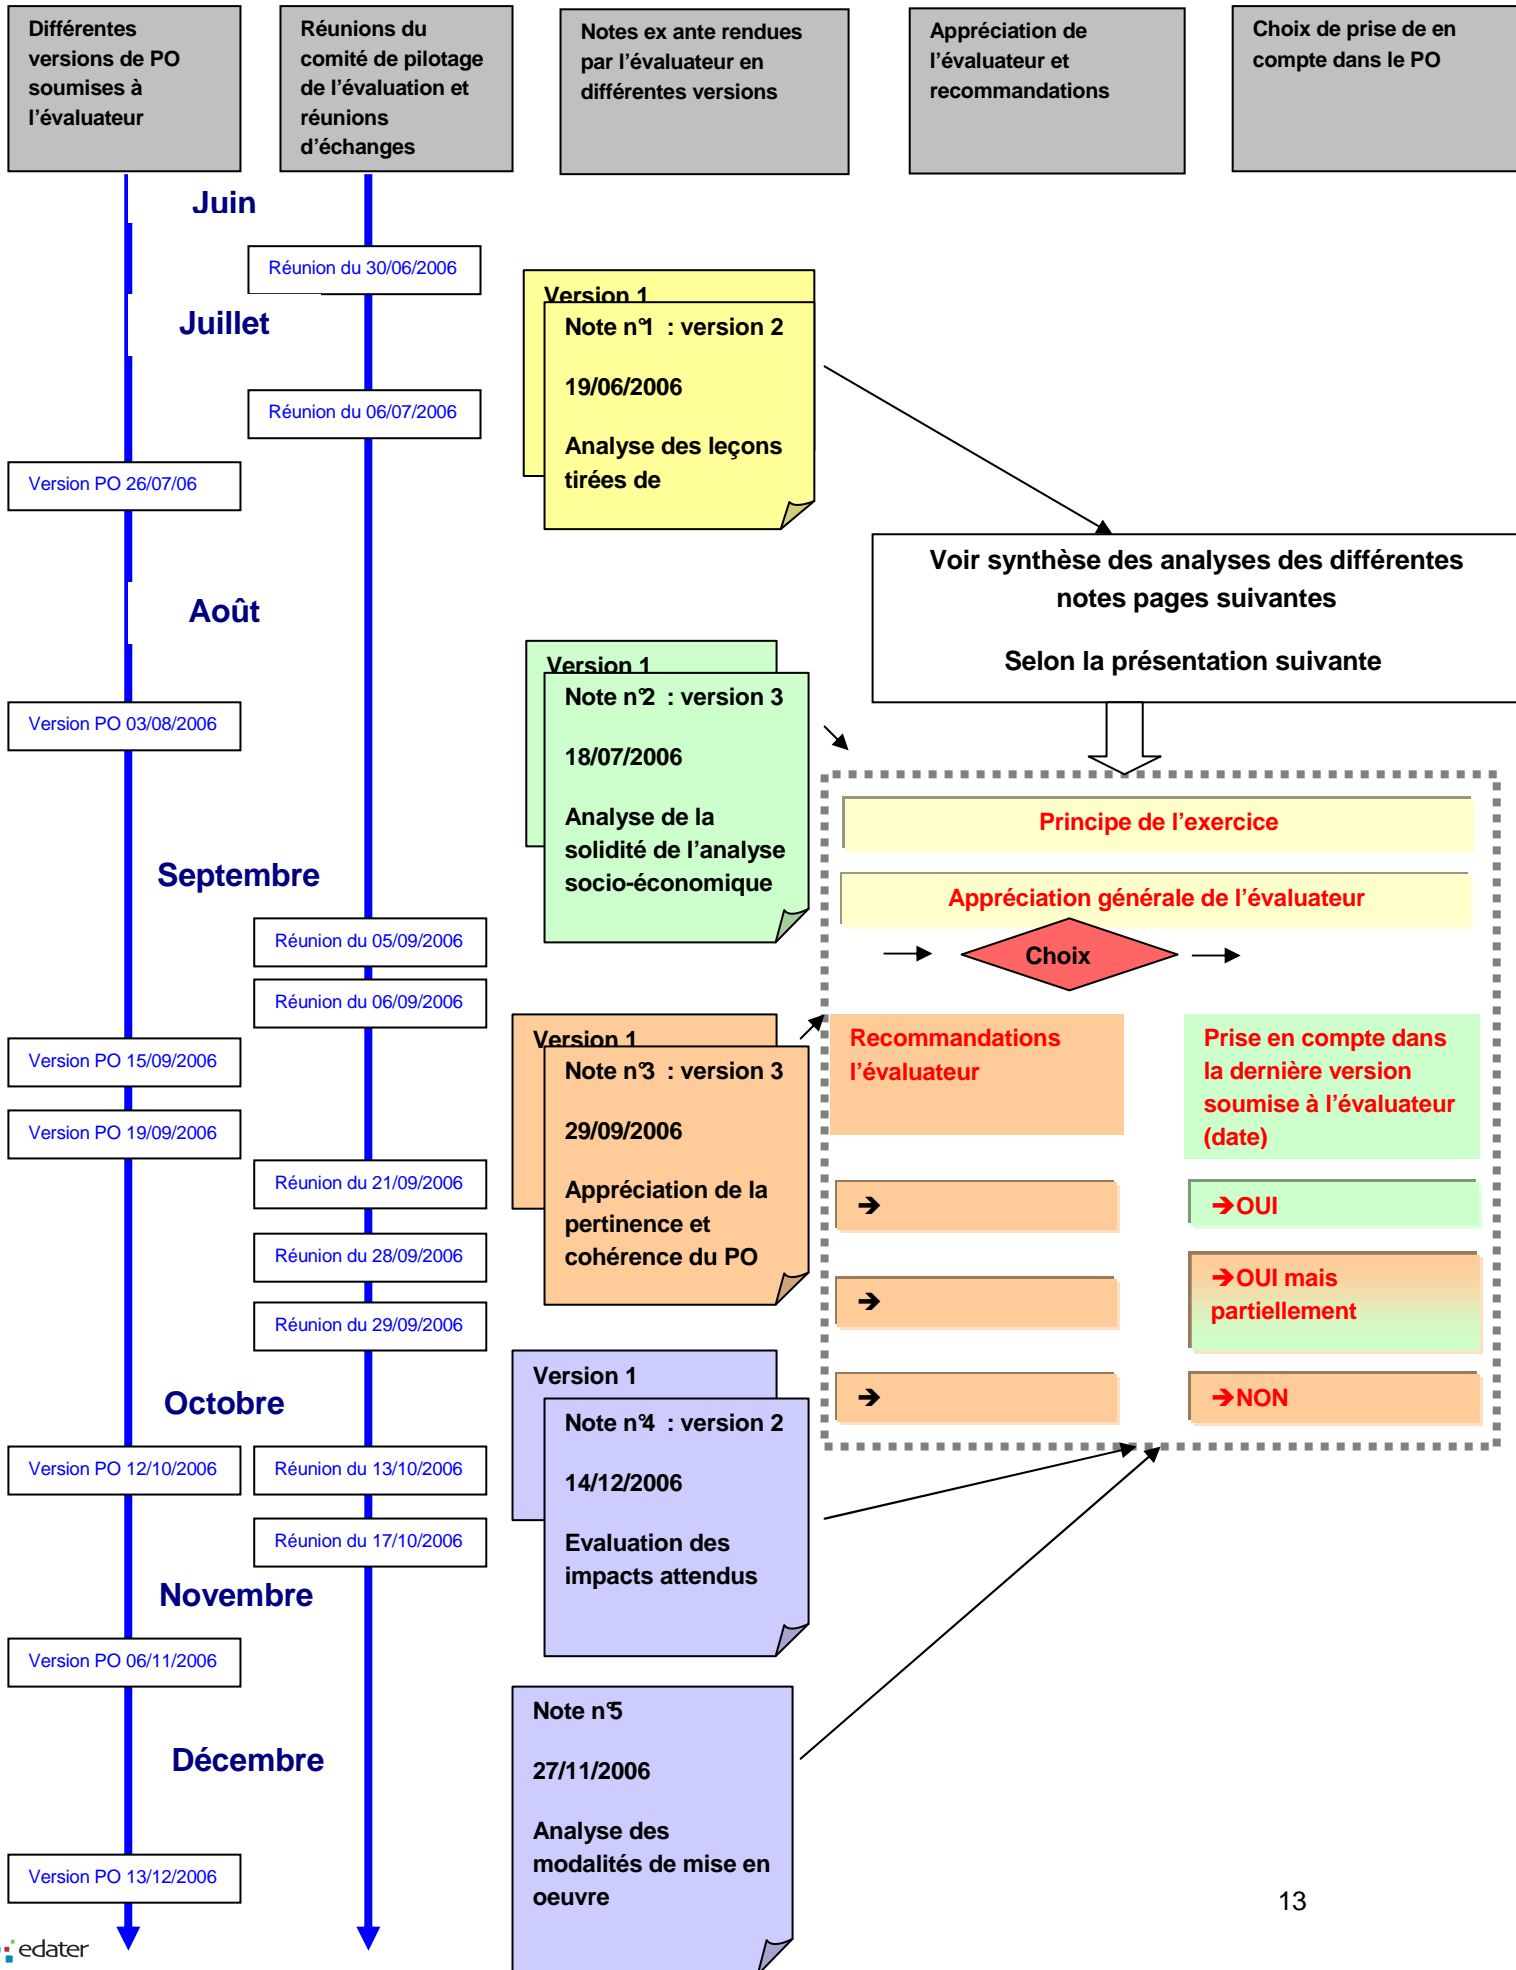 Différentes
versions de PO
soumises à
l’évaluateur
Réunions du
comité de pilotage
de l’évaluation et
réunions
d’échanges
Notes ex ante rendues
par l’évaluateur en
différentes versions
Appréciation de
l’évaluateur et
recommandations
Choix de prise de en
compte dans le PO
Juin
Réunion du 30/06/2006
Juillet
Réunion du 06/07/2006
Version PO 26/07/06
Août
Version PO 03/08/2006
Septembre
Réunion du 05/09/2006
Réunion du 06/09/2006
Version PO 15/09/2006
Version PO 19/09/2006
Réunion du 21/09/2006
Réunion du 28/09/2006
Réunion du 29/09/2006
Octobre
Version PO 12/10/2006
Réunion du 13/10/2006
Réunion du 17/10/2006
Novembre
Version PO 06/11/2006
Décembre
Version PO 13/12/2006
Version 1
Note n°1 : version 2
19/06/2006
Analyse des leçons
tirées de
Version 1
Note n°2 : version 3
18/07/2006
Analyse de la
solidité de l’analyse
socio-économique
Version 1
Note n°3 : version 3
29/09/2006
Appréciation de la
pertinence et
cohérence du PO
Version 1
Note n°4 : version 2
14/12/2006
Evaluation des
impacts attendus
Note n°5
27/11/2006
Analyse des
modalités de mise en
oeuvre
Voir synthèse des analyses des différentes
notes pages suivantes
Selon la présentation suivante
Principe de l’exercice
Appréciation générale de l’évaluateur
Choix
Recommandations
l’évaluateur
Prise en compte dans
la dernière version
soumise à l’évaluateur
(date)
➔
➔OUI
➔
➔OUI mais
partiellement
➔
➔NON
13
edater